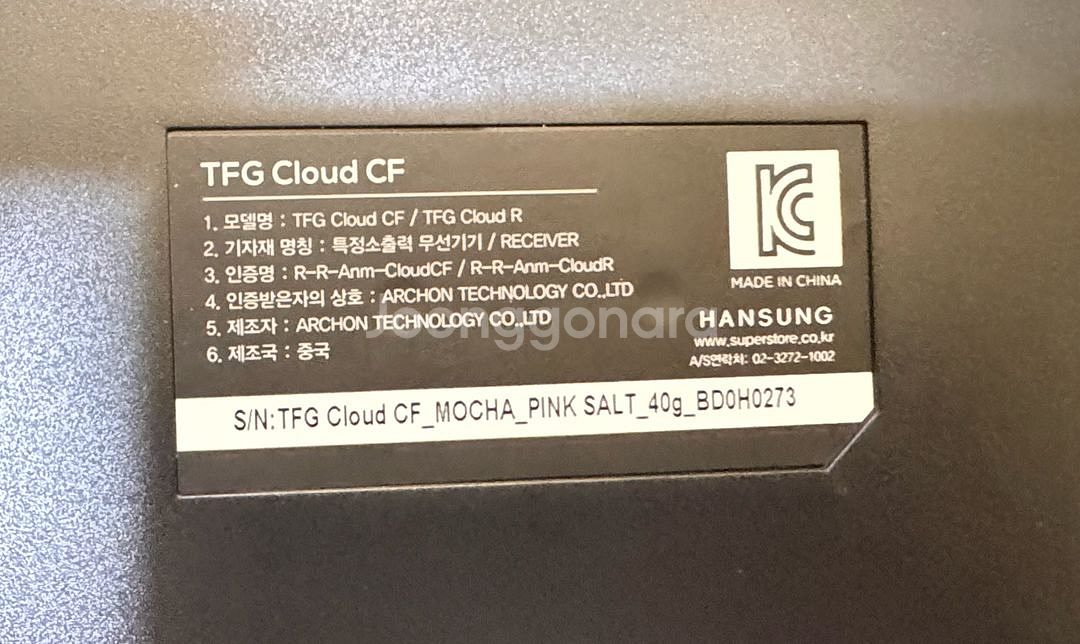 TFG Cloud CF
1. 모델명 : TFG Cloud CF / TFG Cloud R
2. 기자재 명칭 : 특정소출력 무선기기 / RECEIVER
3. 인증명 : R-R-Anm-CloudCF / R-R-Anm-CloudR
4. 인증받은자의 상호 : ARCHON TECHNOLOGY CO.,LTD
5. 제조자 : ARCHON TECHNOLOGY CO.,LTD
6. 제조국 : 중국
KC
MADE IN CHINA
HANSUNG
www.superstore.co.kr
A/S연락처: 02-3272-1002
Joonggonara
S/N:TFG Cloud CF_MOCHA_PINK SALT_40g_BD0H0273